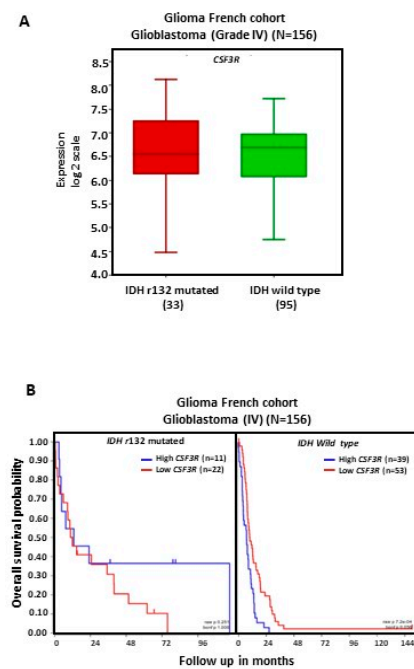 A
Glioma French cohort
Glioblastoma (Grade IV) (N=156)
CSF3R
Expression
log 2 scale
8.5
8.0
7.5
7.0
6.5
6.0
5.5
5.0
4.5
4.0
IDH r132 mutated
(33)
IDH wild type
(95)
B
Glioma French cohort
Glioblastoma (IV) (N=156)
Overall survival probability
1.00
0.90
0.80
0.70
0.60
0.50
0.40
0.30
0.20
0.10
0.00
IDH r132 mutated
High CSF3R (n=11)
Low CSF3R (n=22)
0 24 60 96
IDH Wild type
High CSF3R (n=39)
Low CSF3R (n=53)
0 24 60 96 144
Follow up in months